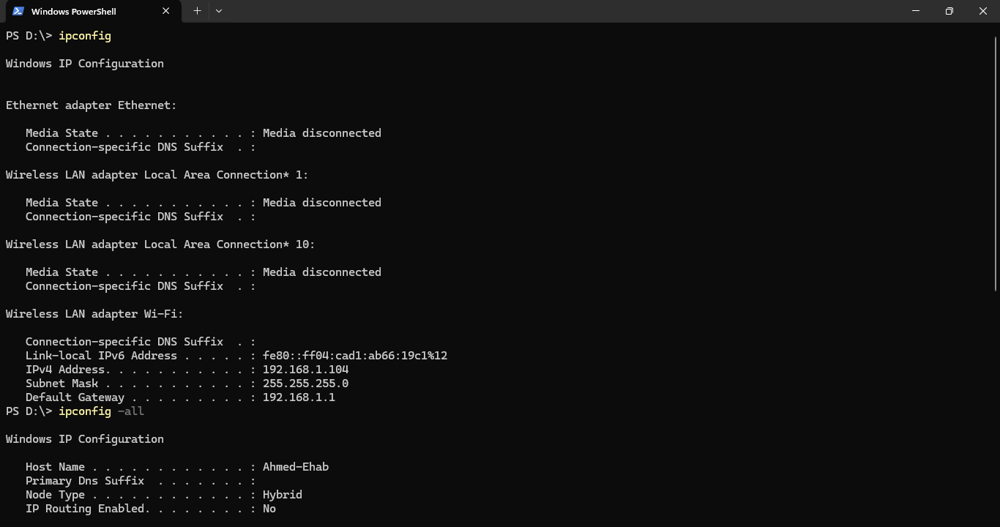 Windows PowerShell
PS D:\> ipconfig
Windows IP Configuration
Ethernet adapter Ethernet:
   Media State . . . . . . . . . . . : Media disconnected
   Connection-specific DNS Suffix  . :
Wireless LAN adapter Local Area Connection* 1:
   Media State . . . . . . . . . . . : Media disconnected
   Connection-specific DNS Suffix  . :
Wireless LAN adapter Local Area Connection* 10:
   Media State . . . . . . . . . . . : Media disconnected
   Connection-specific DNS Suffix  . :
Wireless LAN adapter Wi-Fi:
   Connection-specific DNS Suffix  . :
   Link-local IPv6 Address . . . . . : fe80::ff04:cad1:ab66:19c1%12
   IPv4 Address. . . . . . . . . . . : 192.168.1.104
   Subnet Mask . . . . . . . . . . . : 255.255.255.0
   Default Gateway . . . . . . . . . : 192.168.1.1
PS D:\> ipconfig -all
Windows IP Configuration
   Host Name . . . . . . . . . . . . : Ahmed-Ehab
   Primary Dns Suffix  . . . . . . . :
   Node Type . . . . . . . . . . . . : Hybrid
   IP Routing Enabled. . . . . . . . : No